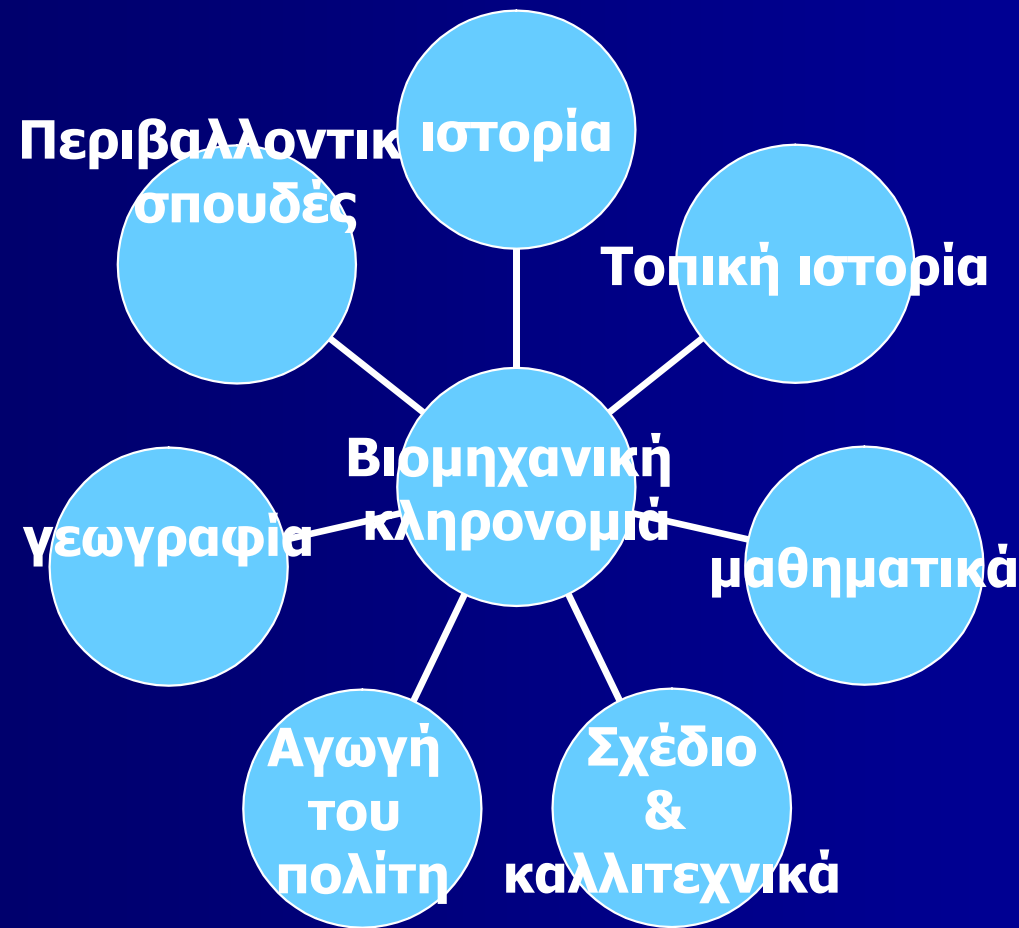 ιστορία
Περιβαλλοντικ
σπουδές
Τοπική ιστορία
Βιομηχανική
κληρονομιά
γεωγραφία
μαθηματικά
Αγωγή
του
πολίτη
Σχέδιο
&
καλλιτεχνικά